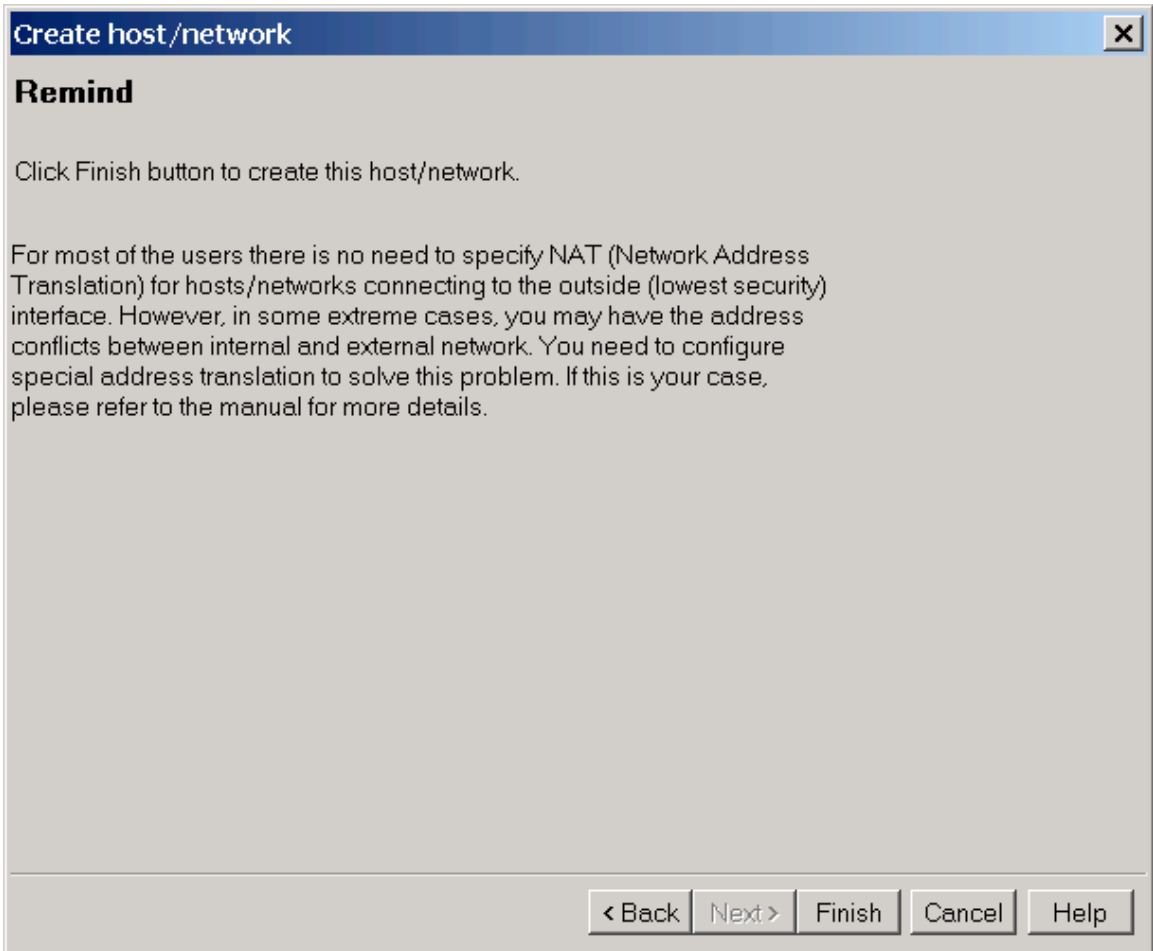 Create host/network
Remind
Click Finish button to create this host/network.
For most of the users there is no need to specify NAT (Network Address
Translation) for hosts/networks connecting to the outside (lowest security)
interface. However, in some extreme cases, you may have the address
conflicts between internal and external network. You need to configure
special address translation to solve this problem. If this is your case,
please refer to the manual for more details.
< Back Next > Finish Cancel Help